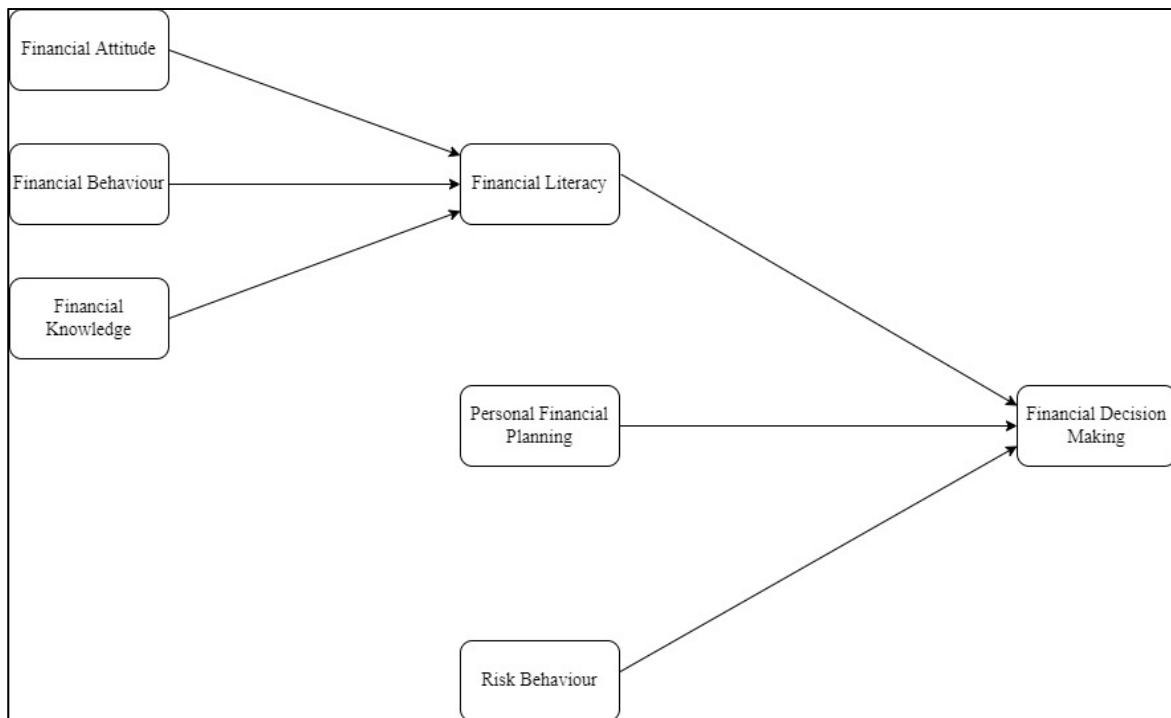 Financial Attitude
Financial Behaviour
Financial Literacy
Financial
Knowledge
Personal Financial
Planning
Financial Decision
Making
Risk Behaviour